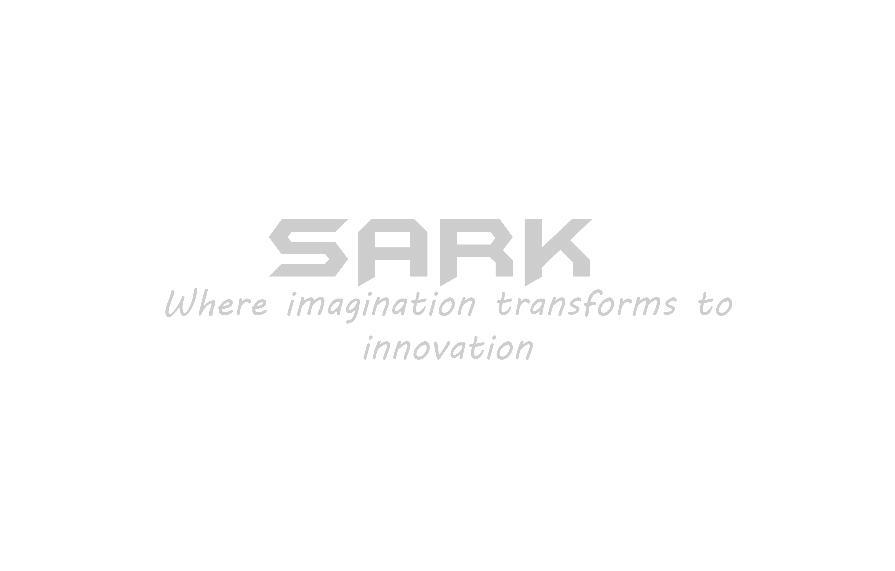 SARK
Where imagination transforms to
innovation